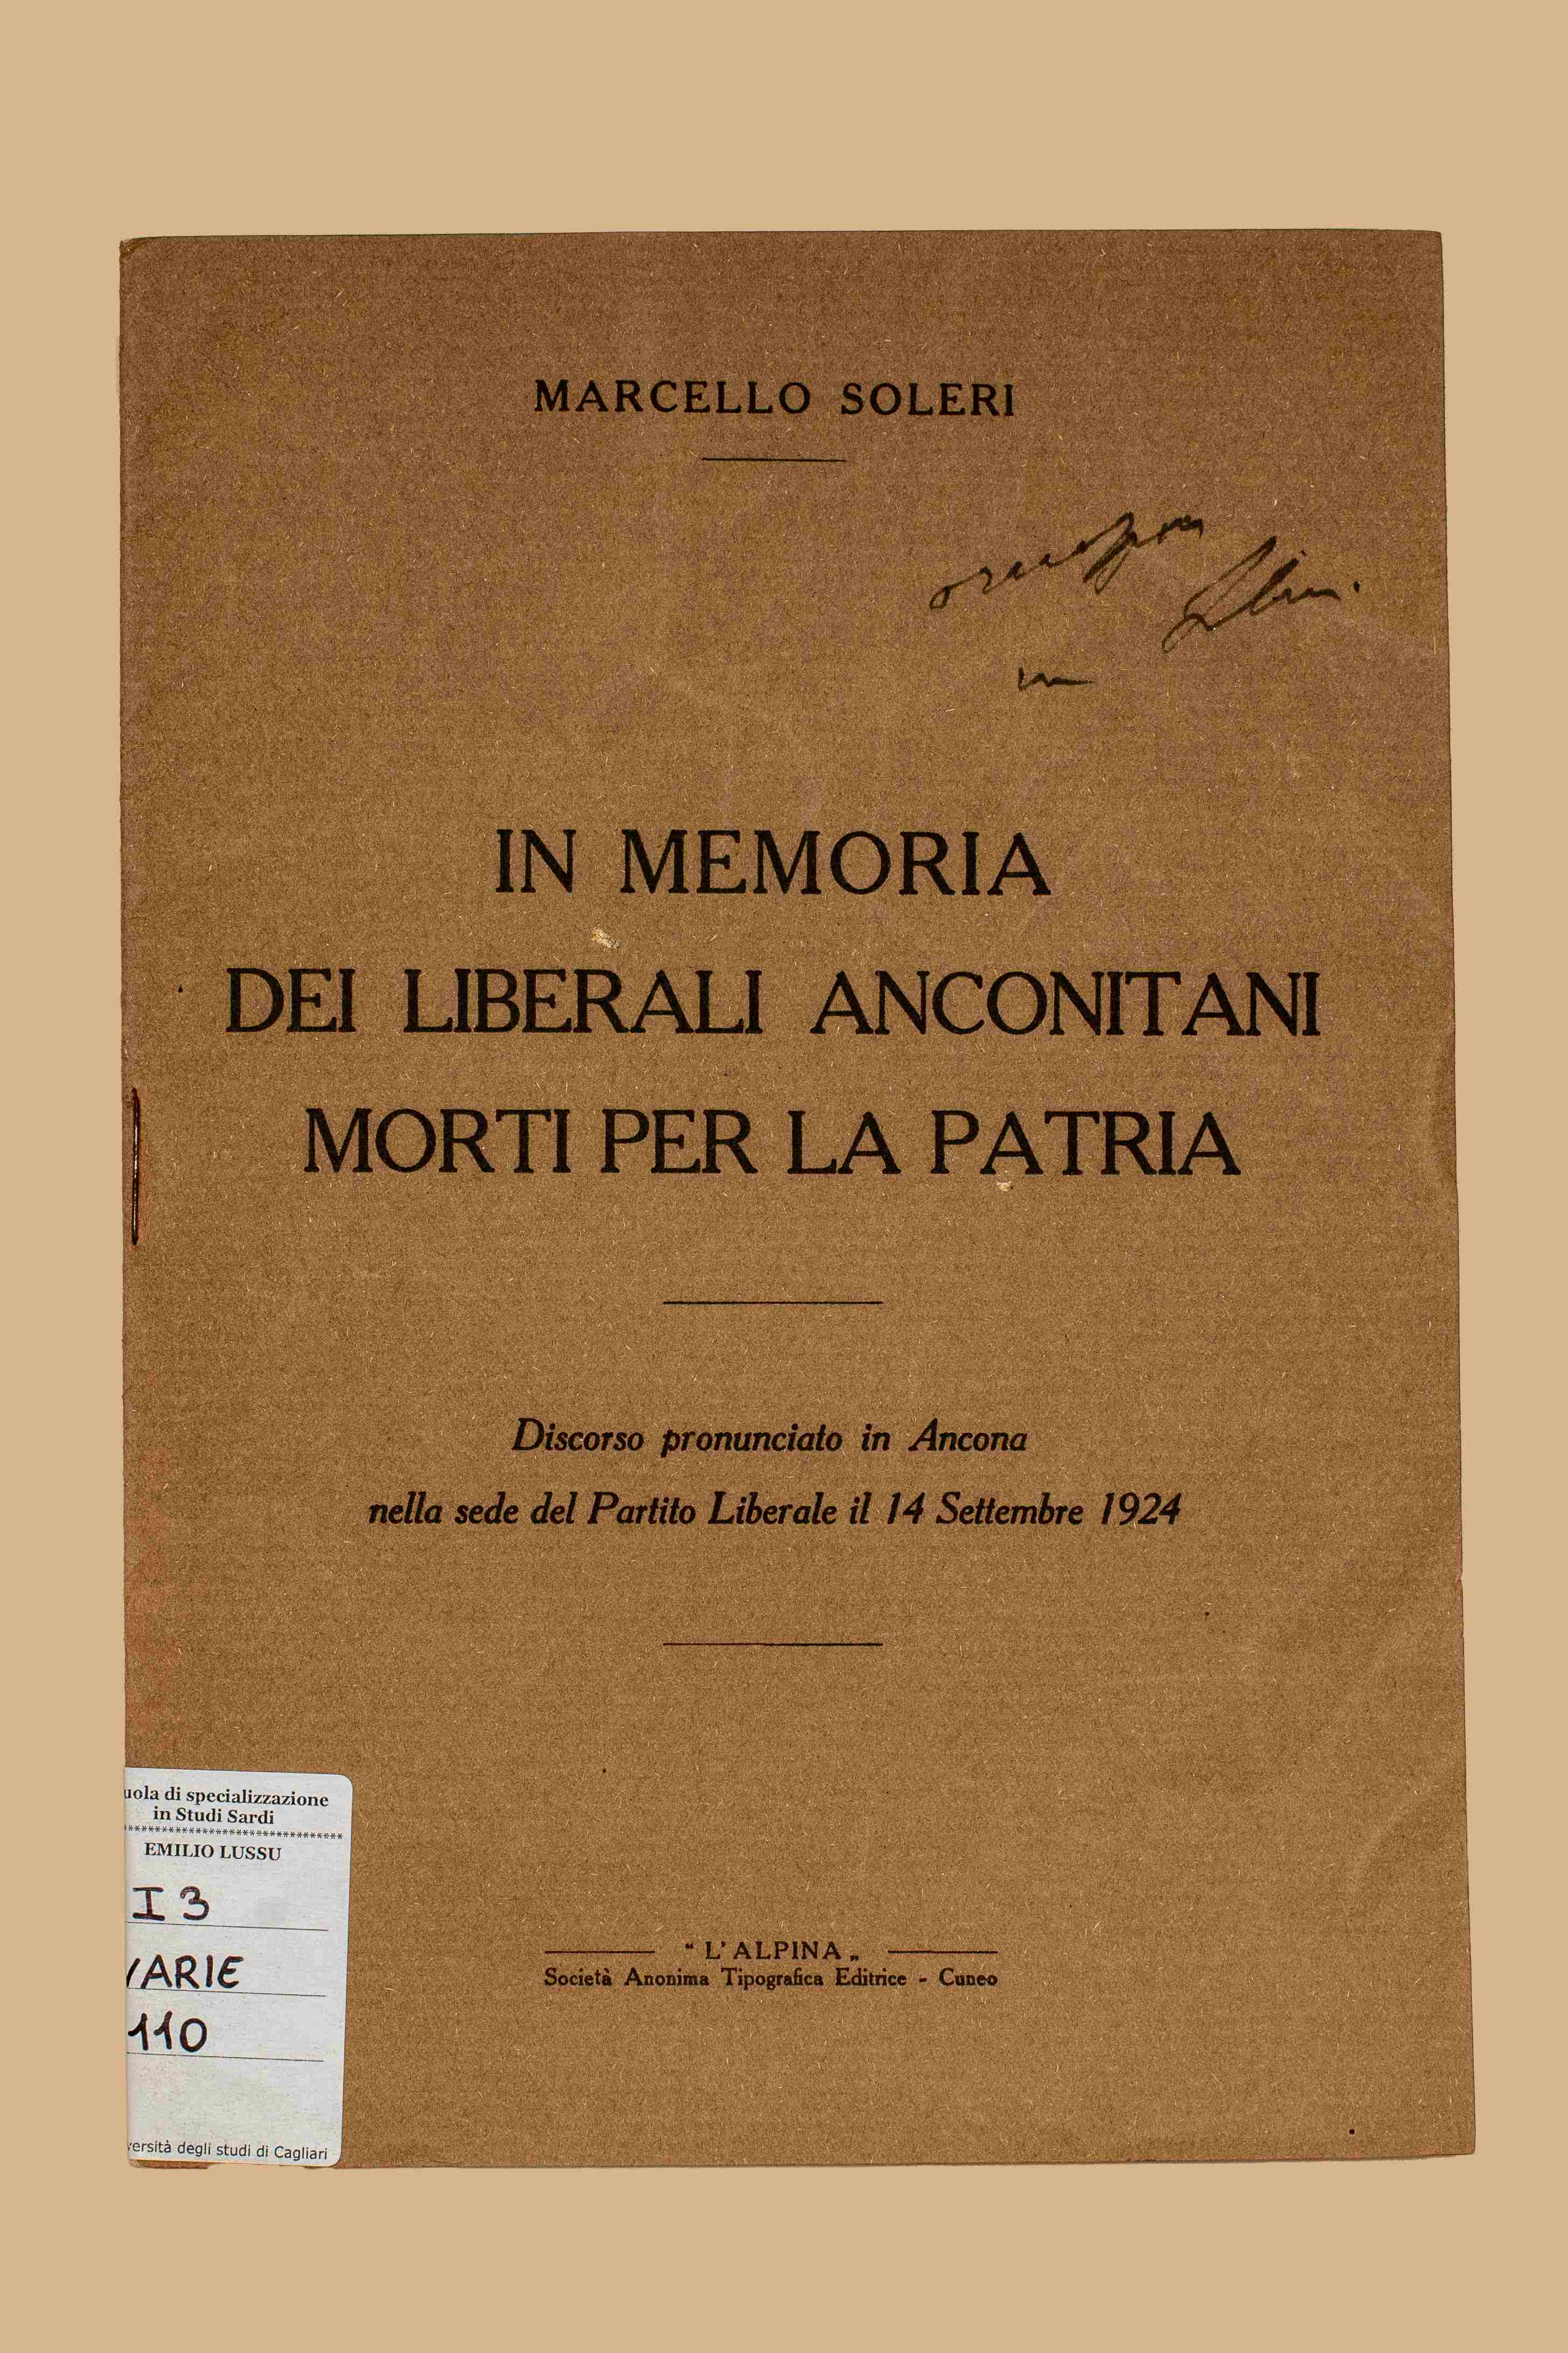 MARCELLO SOLERI
IN MEMORIA
DEI LIBERALI ANCONITANI
MORTI PER LA PATRIA
Discorso pronunciato in Ancona
nella sede del Partito Liberale il 14 Settembre 1924
uola di specializzazione
in Studi Sardi
EMILIO LUSSU
I 3
VARIE
110
versità degli studi di Cagliari
“ L'ALPINA „
Società Anonima Tipografica Editrice - Cuneo